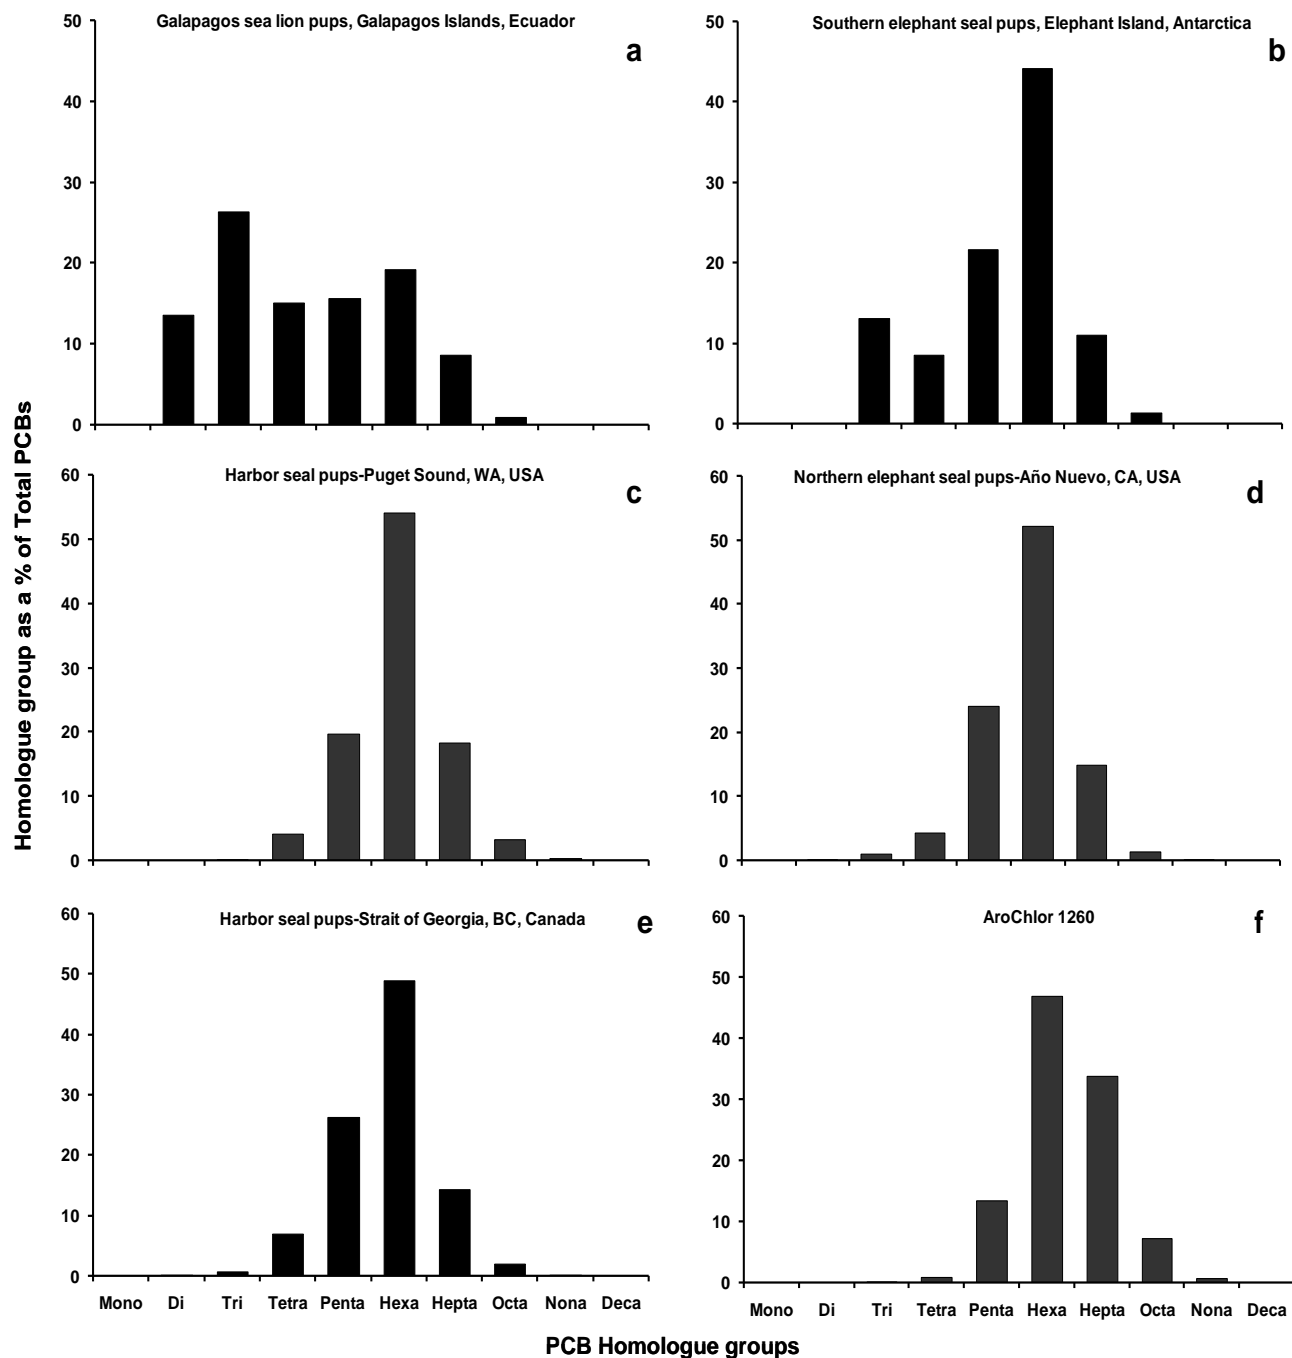 Homologue group as a % of Total PCBs
Galapagos sea lion pups, Galapagos Islands, Ecuador
a
50
40
30
20
10
0
Southern elephant seal pups, Elephant Island, Antarctica
b
50
40
30
20
10
0
Harbor seal pups-Puget Sound, WA, USA
c
60
50
40
30
20
10
0
Northern elephant seal pups-Año Nuevo, CA, USA
d
60
50
40
30
20
10
0
Harbor seal pups-Strait of Georgia, BC, Canada
e
60
50
40
30
20
10
0
Mono Di Tri Tetra Penta Hexa Hepta Octa Nona Deca
AroChlor 1260
f
60
50
40
30
20
10
0
Mono Di Tri Tetra Penta Hexa Hepta Octa Nona Deca
PCB Homologue groups